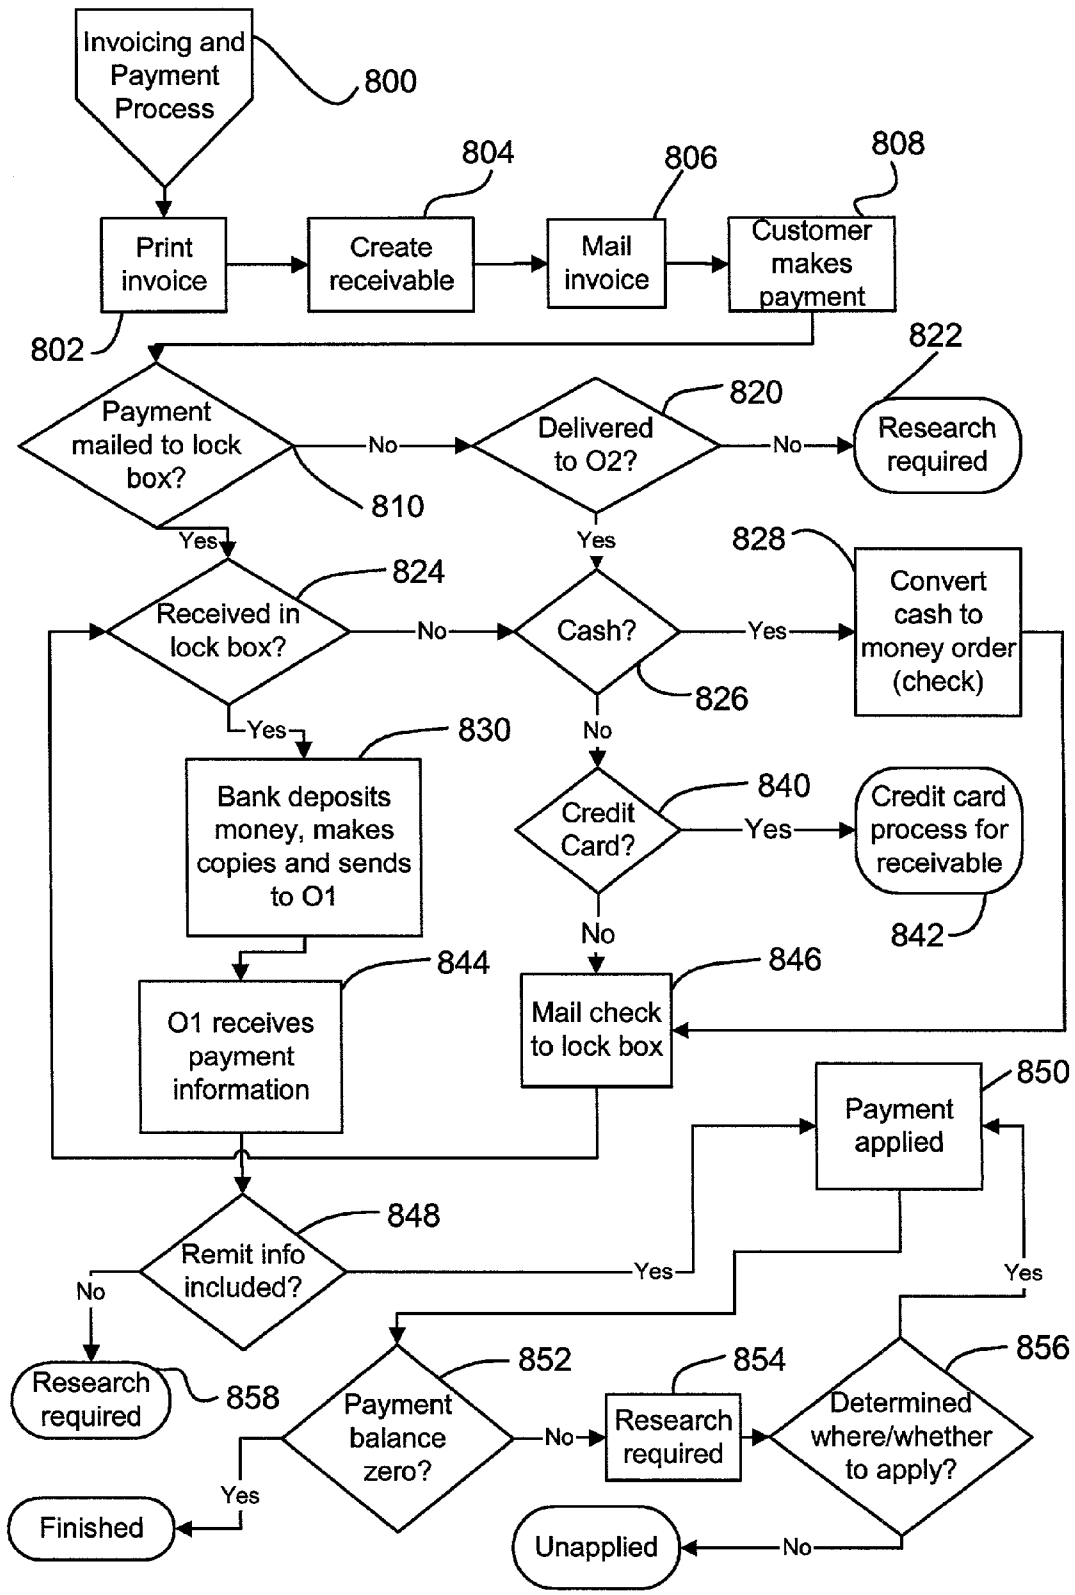 Invoicing and
Payment
Process
800
804
806
808
Print
invoice
Create
receivable
Mail
invoice
Customer
makes
payment
802
822
Payment
mailed to lock
box?
No
820
Delivered
to O2?
No
Research
required
810
Yes
Yes
828
824
Received in
lock box?
No
Cash?
Yes
Convert
cash to
money order
(check)
826
Yes
830
No
Bank deposits
money, makes
copies and sends
to O1
840
Credit
Card?
Yes
Credit card
process for
receivable
842
No
844
846
O1 receives
payment
information
Mail check
to lock box
850
Payment
applied
848
Remit info
included?
Yes
Yes
No
852
854
856
Research
required
858
Payment
balance
zero?
No
Research
required
Determined
where/whether
to apply?
Yes
Finished
Unapplied
No